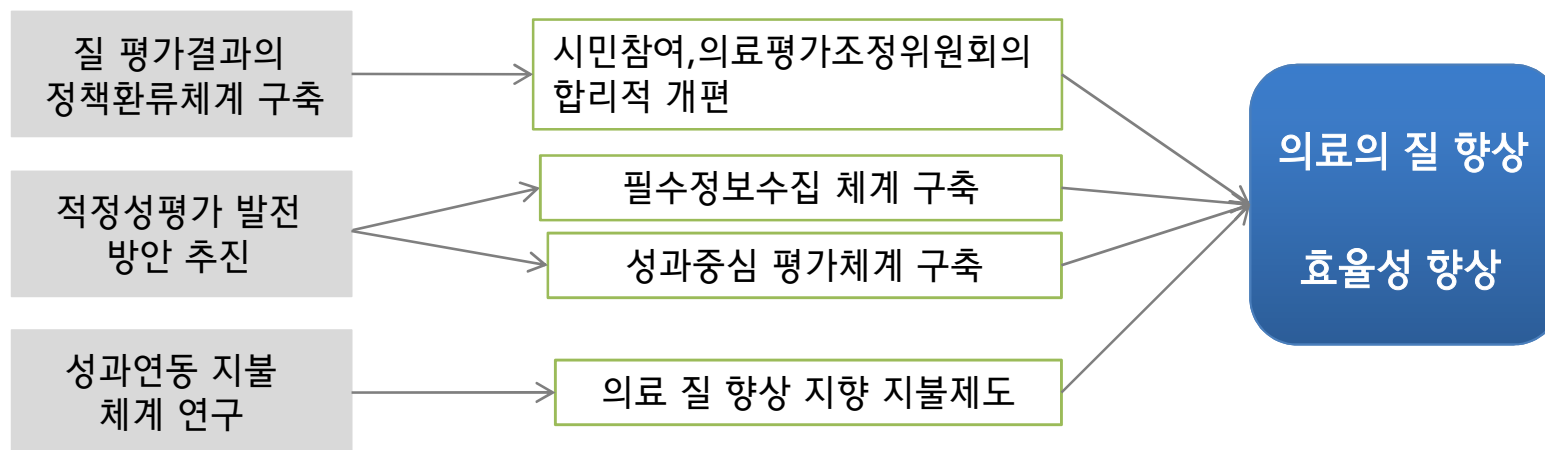 질 평가결과의
정책환류체계 구축
시민참여,의료평가조정위원회의
합리적 개편
적정성평가 발전
방안 추진
필수정보수집 체계 구축
성과중심 평가체계 구축
성과연동 지불
체계 연구
의료 질 향상 지향 지불제도
의료의 질 향상
효율성 향상